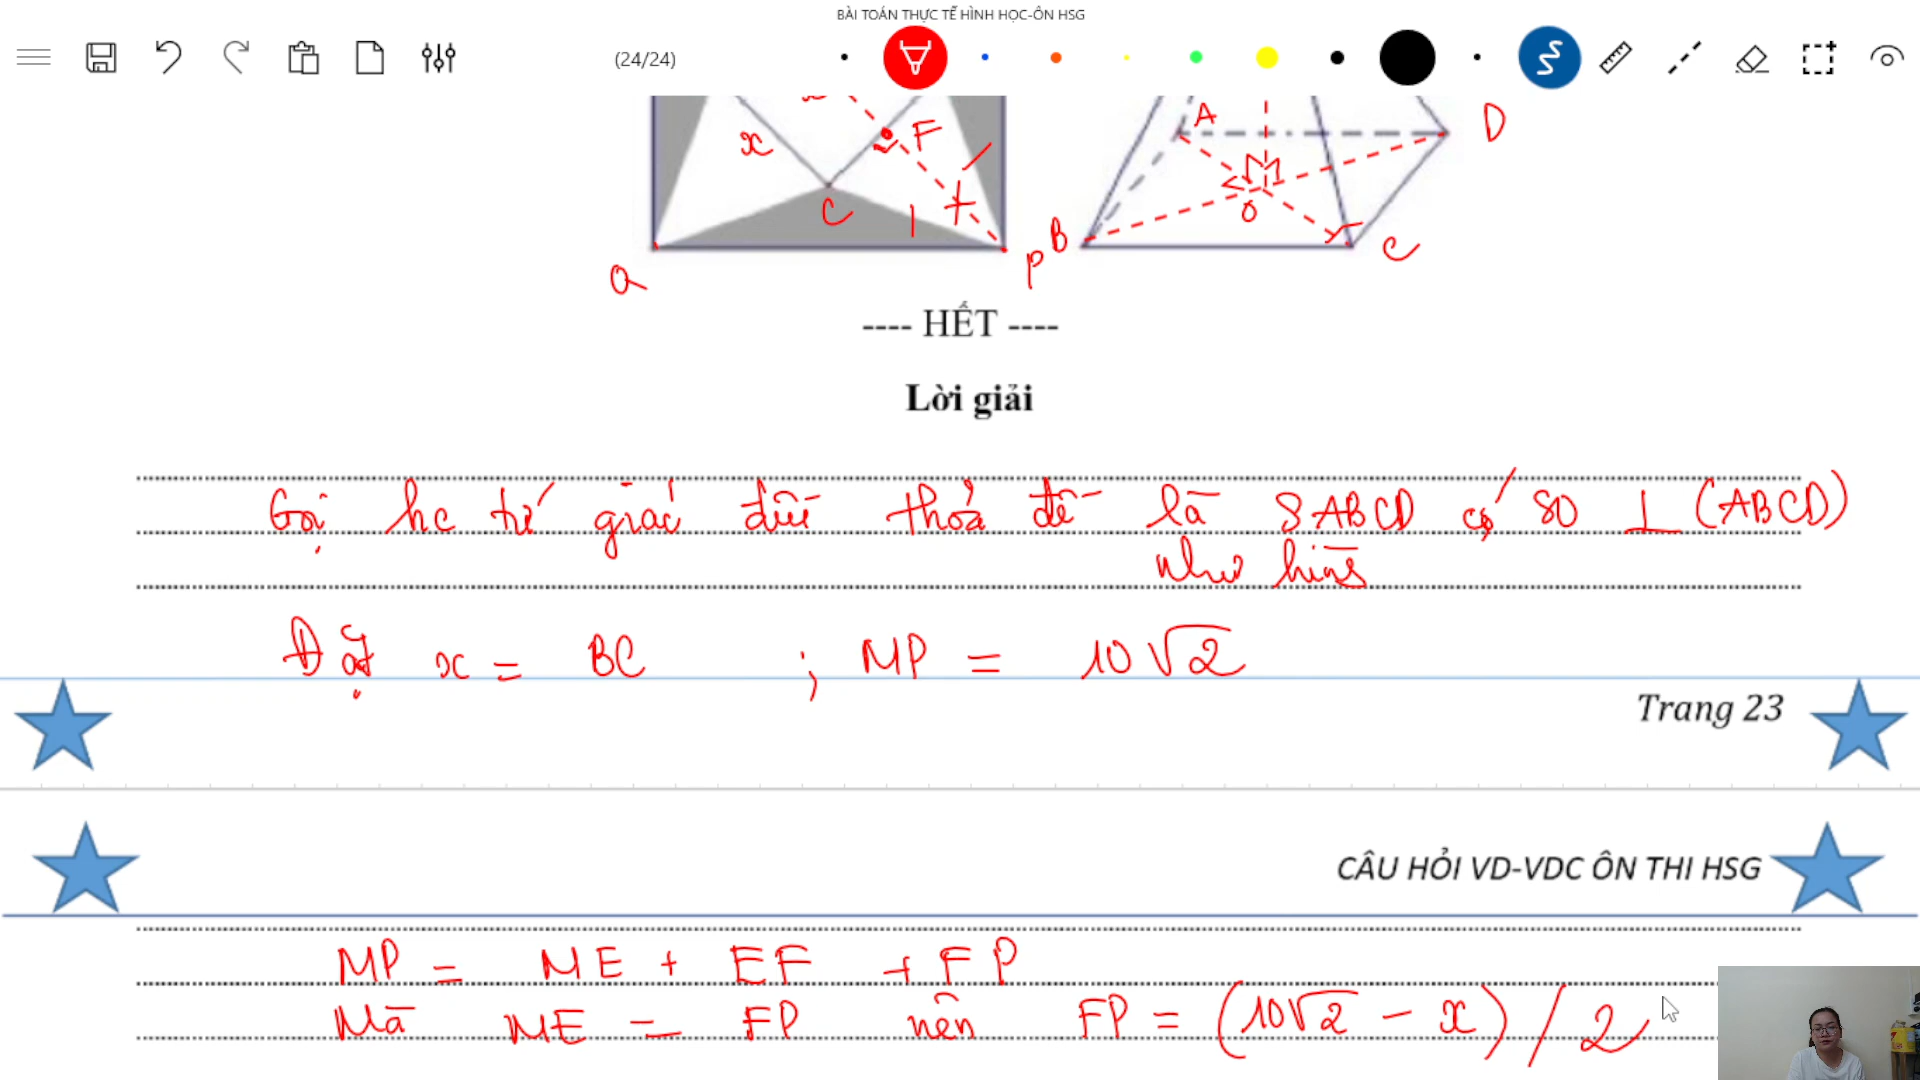 BÀI TOÁN THỰC TẾ HÌNH HỌC-ÔN HSG
(24/24)
x F A D
C M O
Q P B C
---- HẾT ----
Lời giải
Gọi hc tứ giác đều thỏa đề là SABCD có SO ⊥ (ABCD)
như hình
Đặt x = BC ; MP = 10√2
Trang 23
CÂU HỎI VD-VDC ÔN THI HSG
MP = ME + EF + FP
Mà ME = FP nên FP = (10√2 - x) / 2